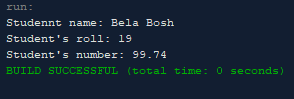 run:
Studennt name: Bela Bosh
Student's roll: 19
Student's number: 99.74
BUILD SUCCESSFUL (total time: 0 seconds)